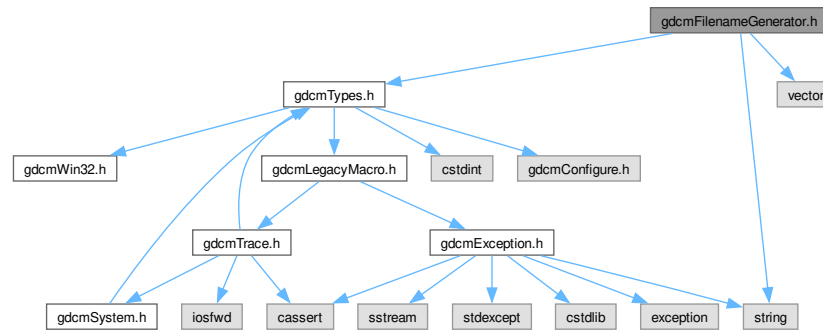 gdcmFilenameGenerator.h
gdcmTypes.h
vector
gdcmWin32.h
gdcmLegacyMacro.h
cstdint
gdcmConfigure.h
gdcmTrace.h
gdcmException.h
gdcmSystem.h
iosfwd
cassert
sstream
stdexcept
cstdlib
exception
string